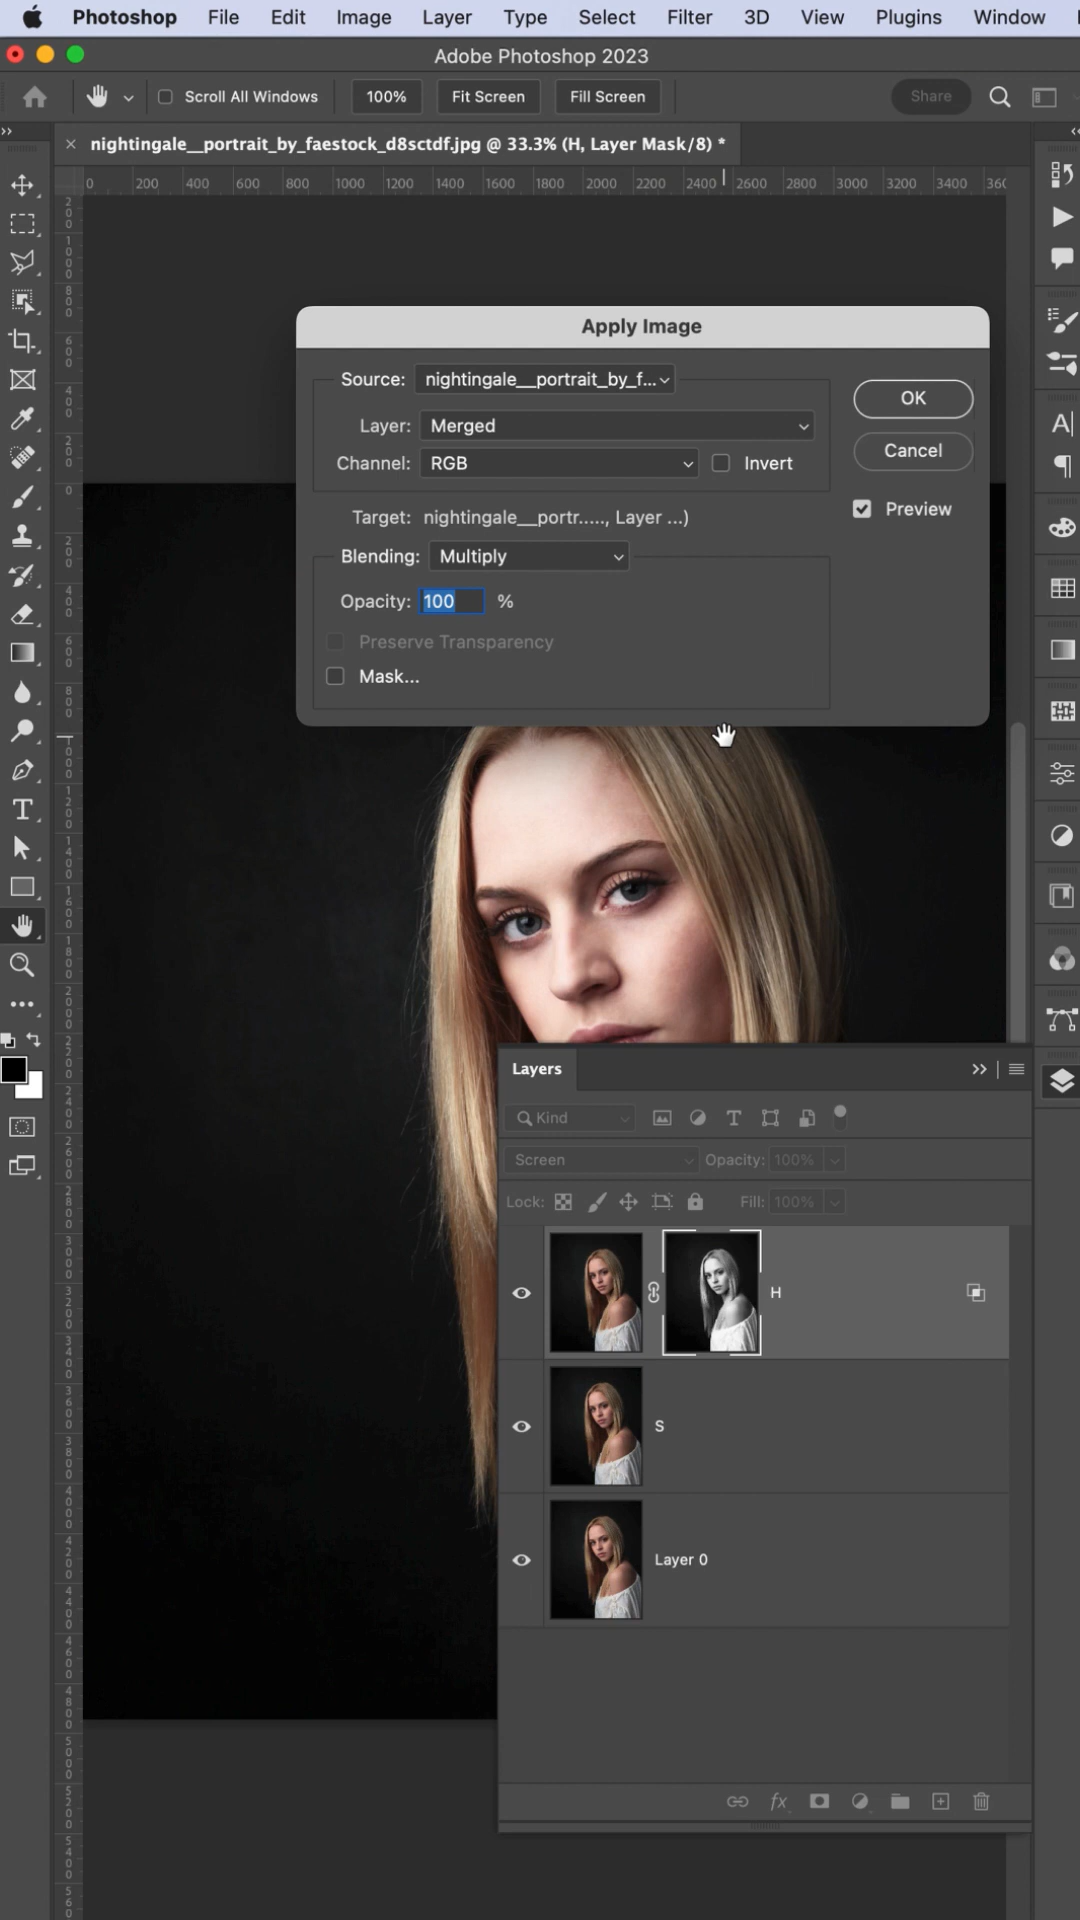 Photoshop File Edit Image Layer Type Select Filter 3D View Plugins Window
Adobe Photoshop 2023
Scroll All Windows 100% Fit Screen Fill Screen Share
nightingale__portrait_by_faestock_d8sctdf.jpg @ 33.3% (H, Layer Mask/8) *
0 200 400 600 800 1000 1200 1400 1600 1800 2000 2200 2400 2600 2800 3000 3200 3400
Apply Image
Source: nightingale__portrait_by_f...
OK
Layer: Merged
Cancel
Channel: RGB Invert
Preview
Target: nightingale__portr....., Layer ...)
Blending: Multiply
Opacity: 100 %
Preserve Transparency
Mask...
Layers
Kind
Screen Opacity: 100%
Lock: Fill: 100%
H
S
Layer 0
fx